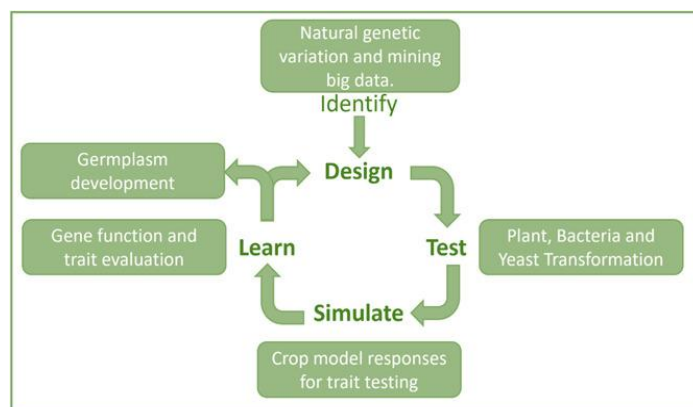 Natural genetic
variation and mining
big data.
Identify
Germplasm
development
Design
Gene function and
trait evaluation
Learn
Test
Plant, Bacteria and
Yeast Transformation
Simulate
Crop model responses
for trait testing